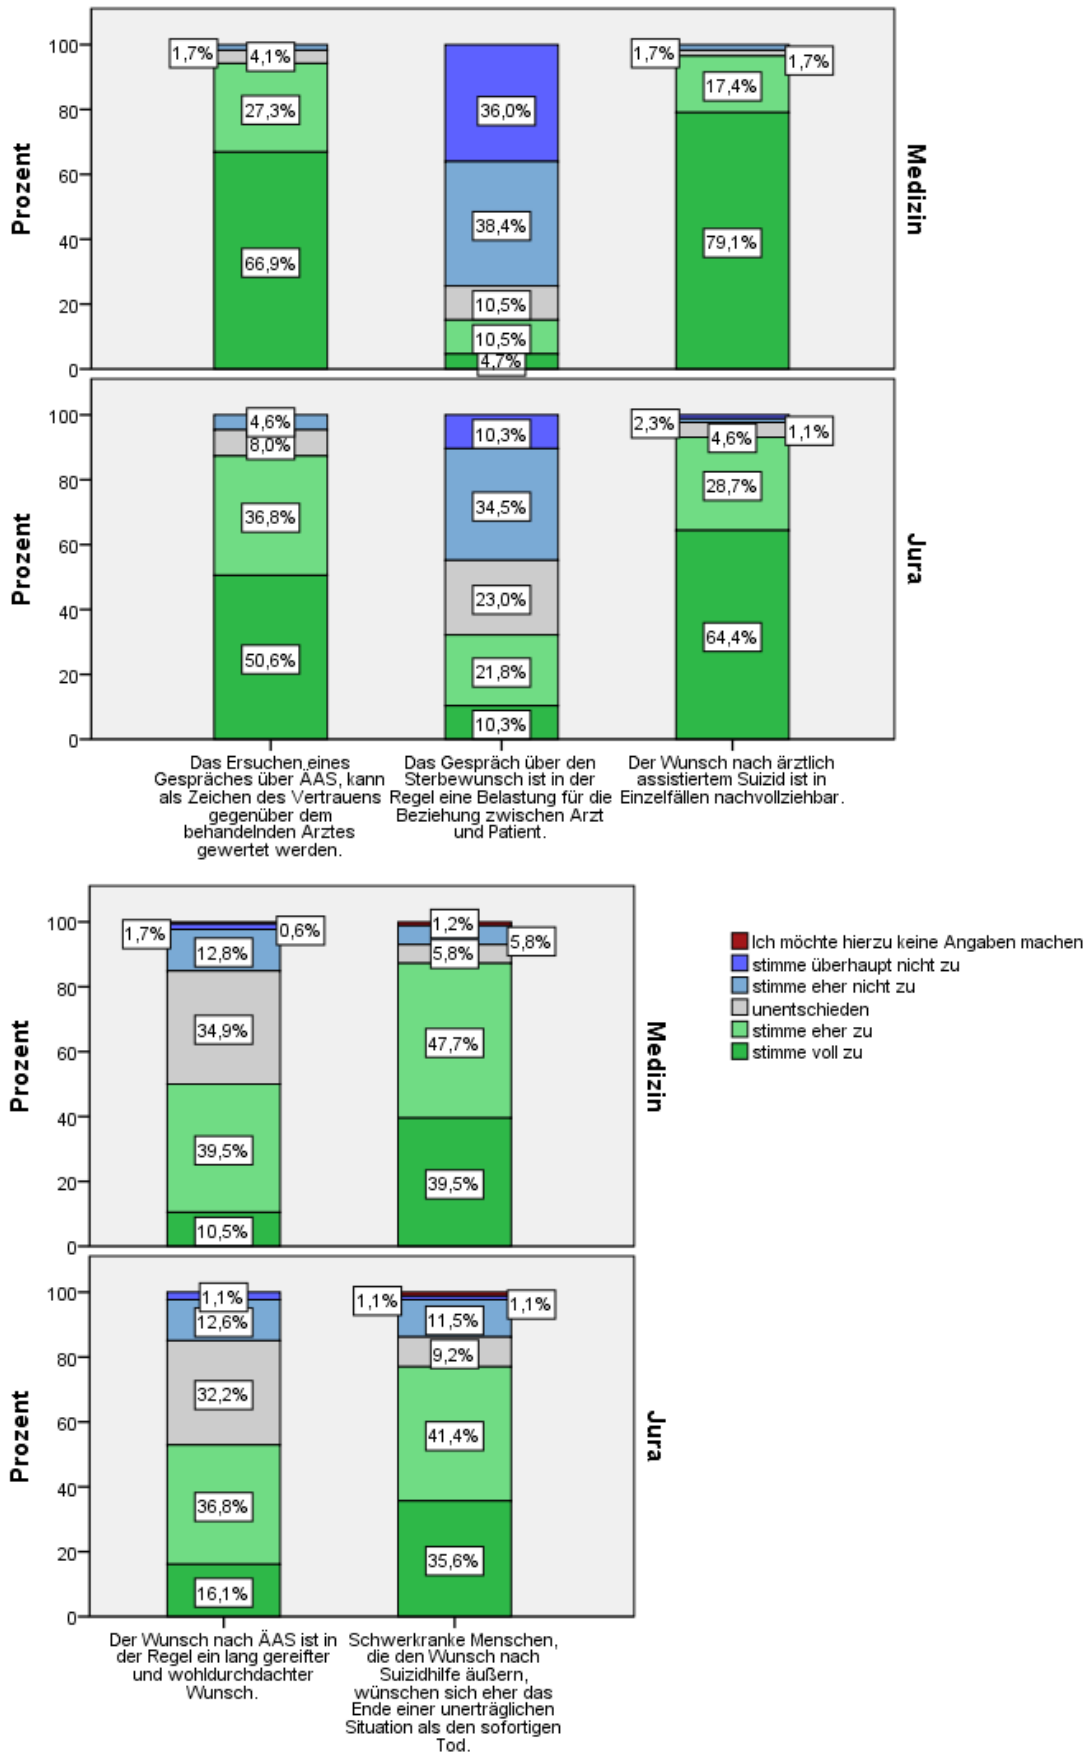 100
80
60
40
20
0
Prozent
1,7%
4,1%
27,3%
66,9%
36,0%
38,4%
10,5%
10,5%
4,7%
1,7%
1,7%
17,4%
79,1%
Medizin
100
80
60
40
20
0
Prozent
4,6%
8,0%
36,8%
50,6%
10,3%
34,5%
23,0%
21,8%
10,3%
2,3%
4,6%
1,1%
28,7%
64,4%
Jura
Das Ersuchen eines
Gespräches über ÄAS, kann
als Zeichen des Vertrauens
gegenüber dem
behandelnden Arztes
gewertet werden.
Das Gespräch über den
Sterbewunsch ist in der
Regel eine Belastung für die
Beziehung zwischen Arzt
und Patient.
Der Wunsch nach ärztlich
assistiertem Suizid ist in
Einzelfällen nachvollziehbar.
100
80
60
40
20
0
Prozent
1,7%
0,6%
12,8%
34,9%
39,5%
10,5%
1,2%
5,8%
5,8%
47,7%
39,5%
Medizin
Ich möchte hierzu keine Angaben machen
stimme überhaupt nicht zu
stimme eher nicht zu
unentschieden
stimme eher zu
stimme voll zu
100
80
60
40
20
0
Prozent
1,1%
12,6%
32,2%
36,8%
16,1%
1,1%
1,1%
11,5%
9,2%
41,4%
35,6%
Jura
Der Wunsch nach ÄAS ist in
der Regel ein lang gereifter
und wohldurchdachter
Wunsch.
Schwerkranke Menschen,
die den Wunsch nach
Suizidhilfe äußern,
wünschen sich eher das
Ende einer unerträglichen
Situation als den sofortigen
Tod.